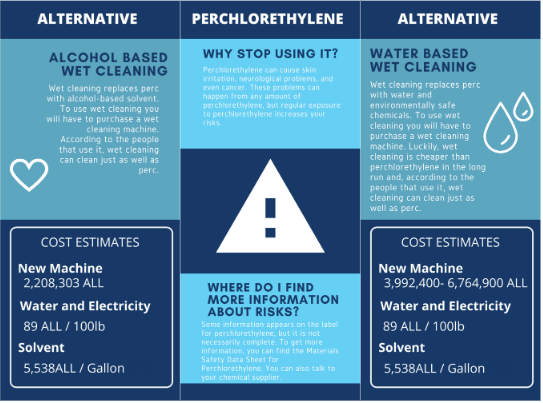 ALTERNATIVE
ALCOHOL BASED
WET CLEANING
Wet cleaning replaces perc
with alcohol-based solvent.
To use wet cleaning you
will have to purchase a wet
cleaning machine.
According to the people
that use it, wet cleaning
can clean just as well as
perc.
COST ESTIMATES
New Machine
2,208,303 ALL
Water and Electricity
89 ALL / 100lb
Solvent
5,538ALL / Gallon
PERCHLORETHYLENE
WHY STOP USING IT?
Perchlorethylene can cause skin
irritation, neurological problems, and
even cancer. These problems can
happen from any amount of
perchlorethylene, but regular exposure
to perchlorethylene increases your
risks.
WHERE DO I FIND
MORE INFORMATION
ABOUT RISKS?
Some information appears on the label
for perchlorethylene, but it is not
necessarily complete. To get more
information, you can find the Materials
Safety Data Sheet for
Perchlorethylene. You can also talk to
your chemical supplier.
ALTERNATIVE
WATER BASED
WET CLEANING
Wet cleaning replaces perc
with water and
environmentally safe
chemicals. To use wet
cleaning you will have to
purchase a wet cleaning
machine. Luckily, wet
cleaning is cheaper than
perchlorethylene in the long
run and, according to the
people that use it, wet
cleaning can clean just as
well as perc.
COST ESTIMATES
New Machine
3,992,400- 6,764,900 ALL
Water and Electricity
89 ALL / 100lb
Solvent
5,538ALL / Gallon